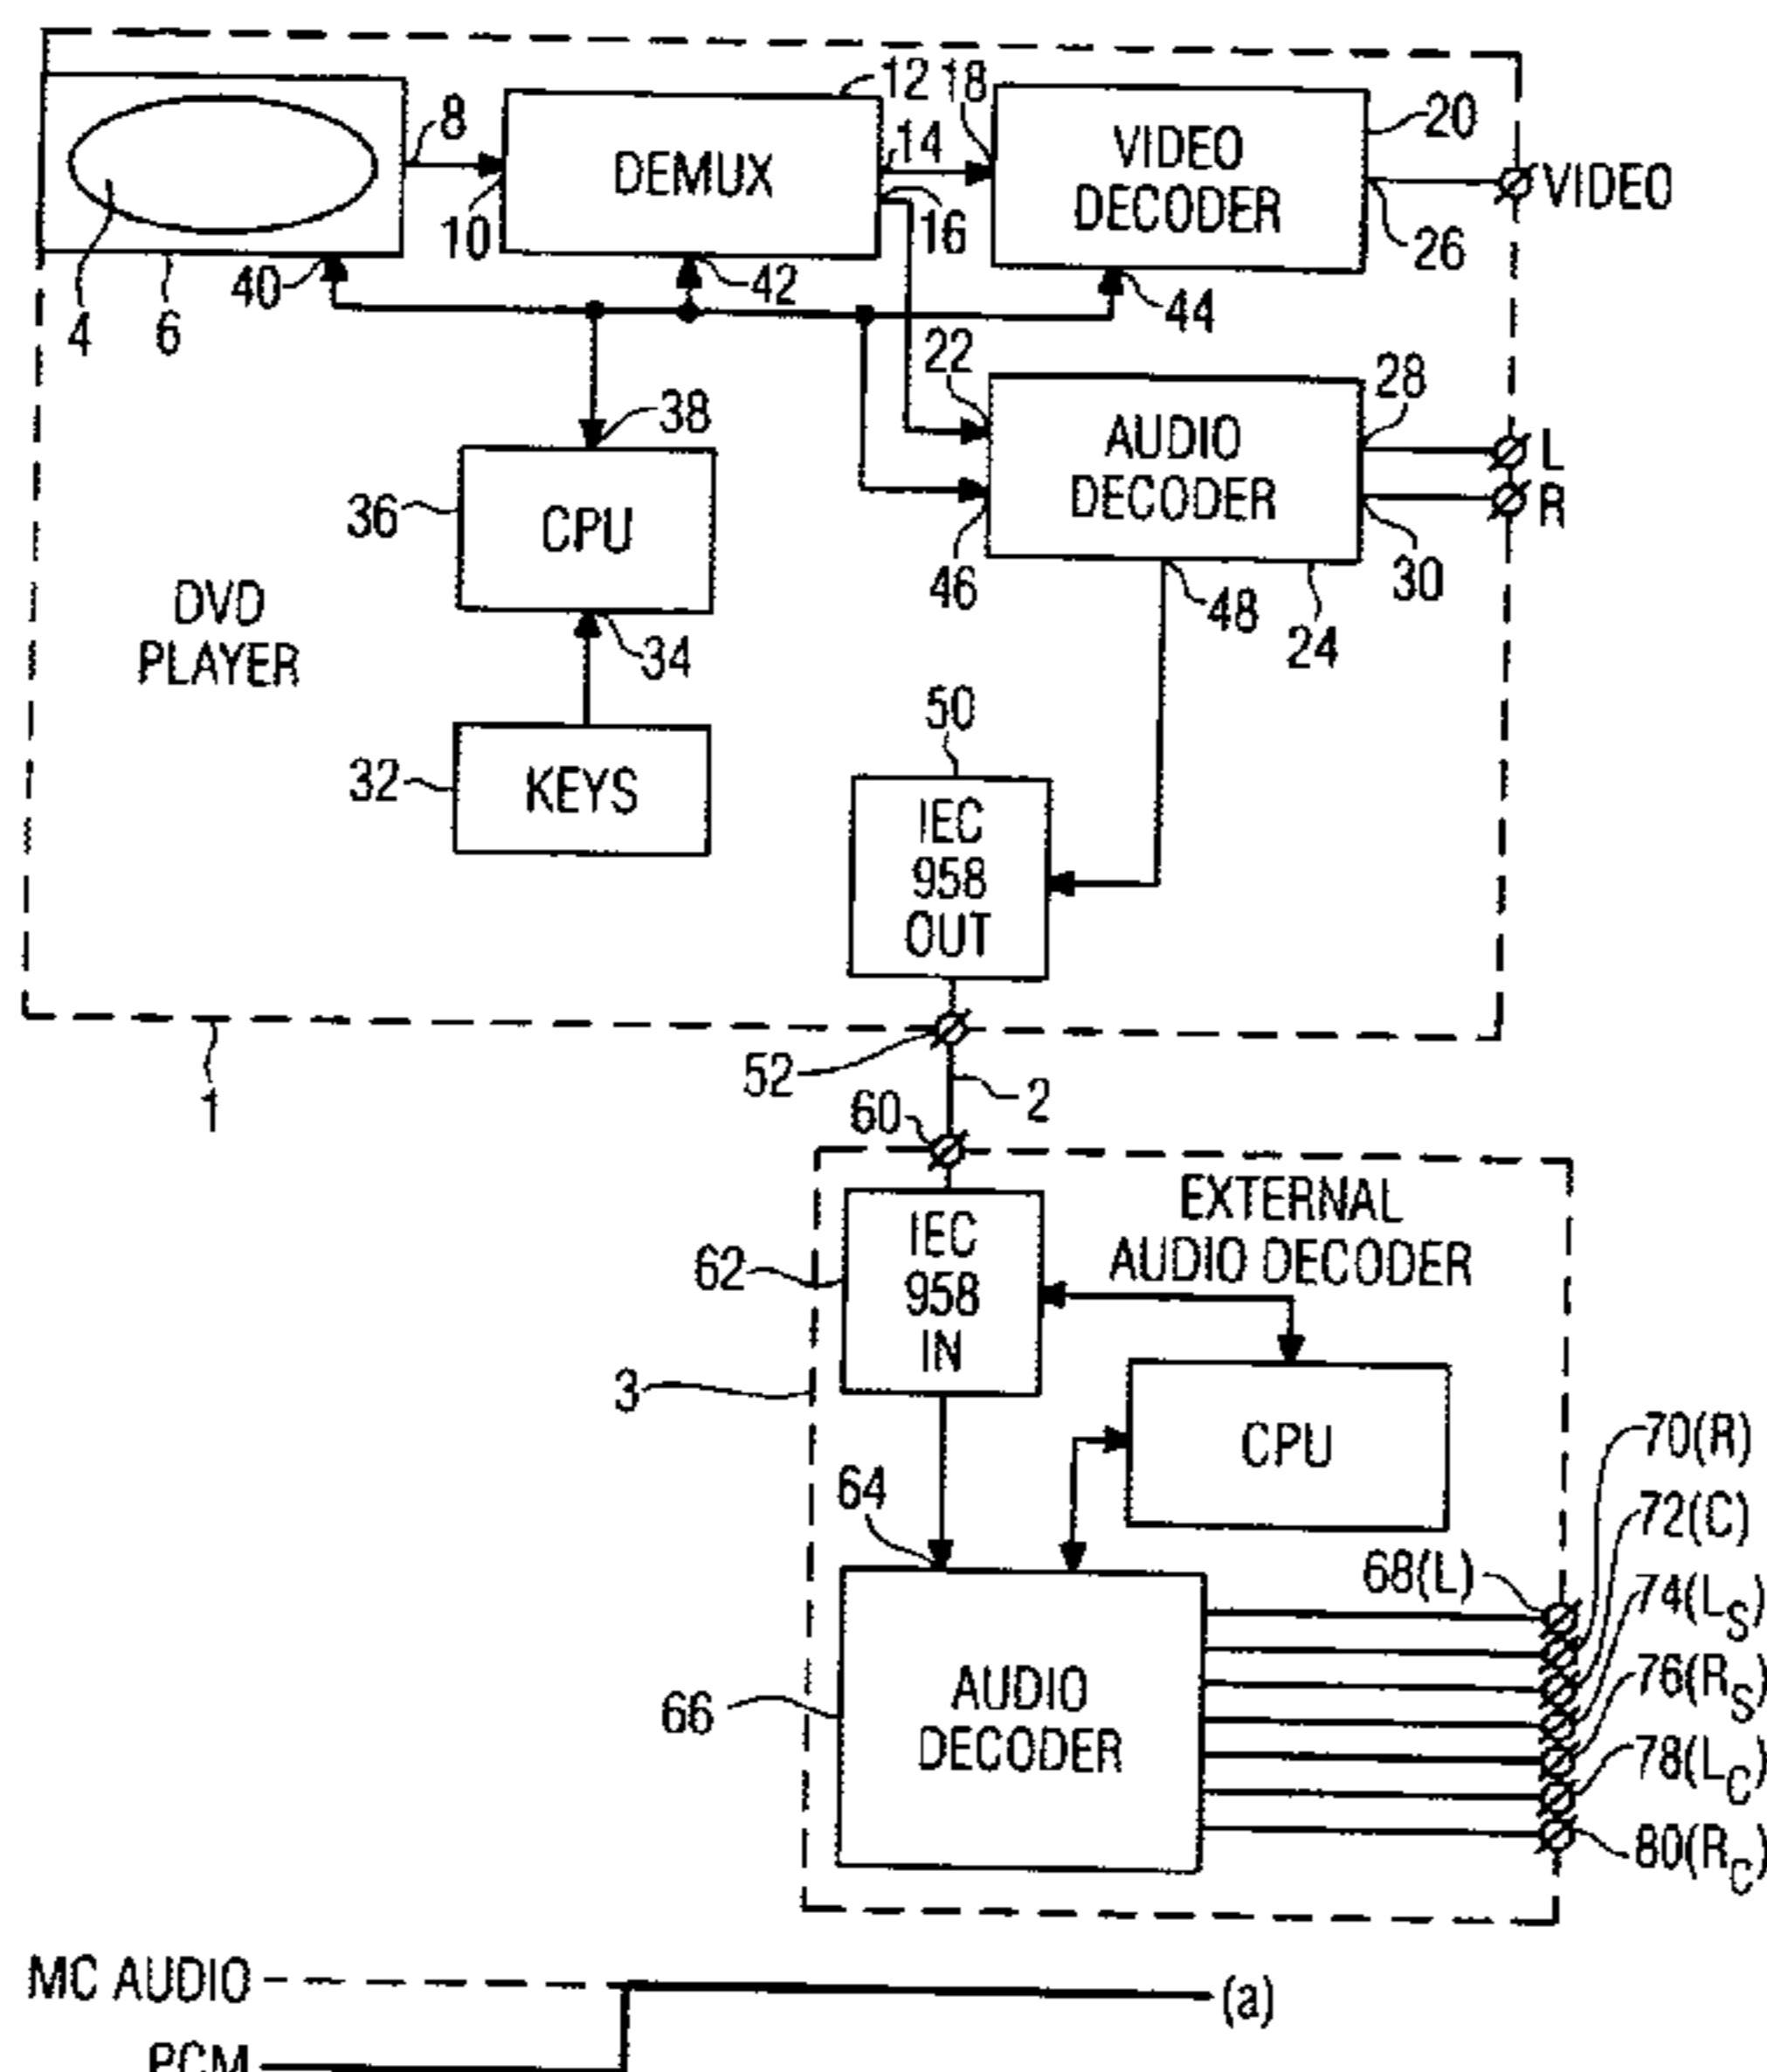 12 18
8
14
VIDEO
DECODER
20
DEMUX
VIDEO
10
16
26
4
6
40
42
44
22
28
38
AUDIO
DECODER
L
R
36
CPU
46
48
24
30
DVD
PLAYER
34
50
32
KEYS
IEC
958
OUT
1
52
2
60
EXTERNAL
AUDIO DECODER
IEC
958
IN
62
3
CPU
70(R)
64
72(C)
68(L)
74(LS)
AUDIO
DECODER
76(RS)
66
78(LC)
80(RC)
MC AUDIO
(a)
PCM